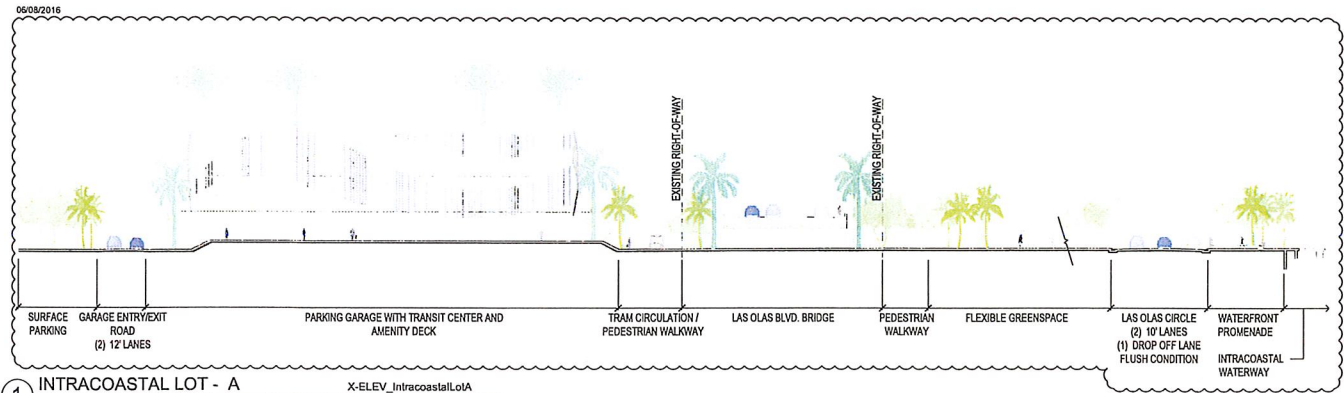 06/08/2016
EXISTING RIGHT-OF-WAY
EXISTING RIGHT-OF-WAY
SURFACE
PARKING
GARAGE ENTRY/EXIT
ROAD
(2) 12' LANES
PARKING GARAGE WITH TRANSIT CENTER AND
AMENITY DECK
TRAM CIRCULATION /
PEDESTRIAN WALKWAY
LAS OLAS BLVD. BRIDGE
PEDESTRIAN
WALKWAY
FLEXIBLE GREENSPACE
LAS OLAS CIRCLE
(2) 10' LANES
(1) DROP OFF LANE
FLUSH CONDITION
WATERFRONT
PROMENADE
INTRACOASTAL
WATERWAY
1 INTRACOASTAL LOT - A
X-ELEV_IntracoastalLotA